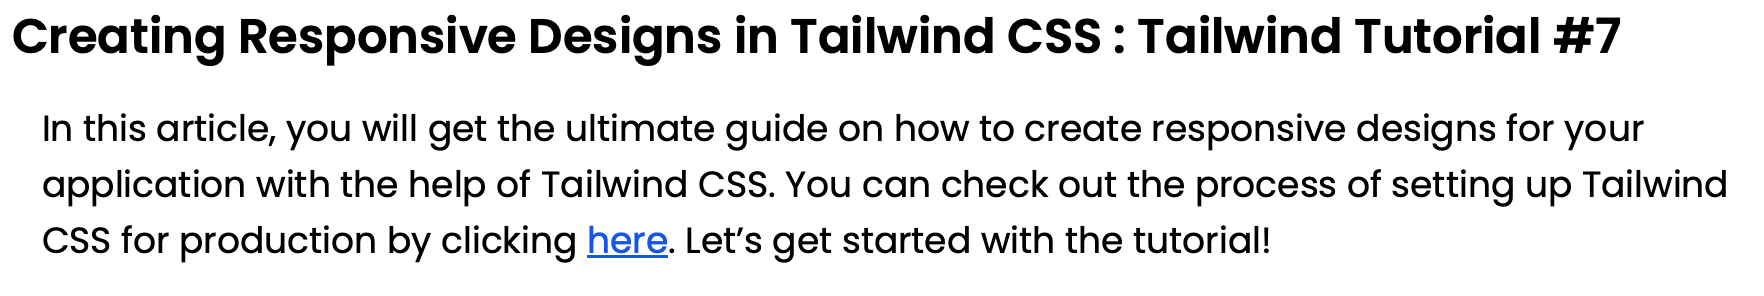 Creating Responsive Designs in Tailwind CSS : Tailwind Tutorial #7
In this article, you will get the ultimate guide on how to create responsive designs for your
application with the help of Tailwind CSS. You can check out the process of setting up Tailwind
CSS for production by clicking here. Let’s get started with the tutorial!